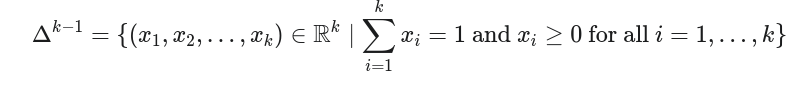 Δ^{k−1} = {(x_1, x_2, . . . , x_k) ∈ ℝ^k | ∑_{i=1}^{k} x_i = 1 and x_i ≥ 0 for all i = 1, . . . , k}